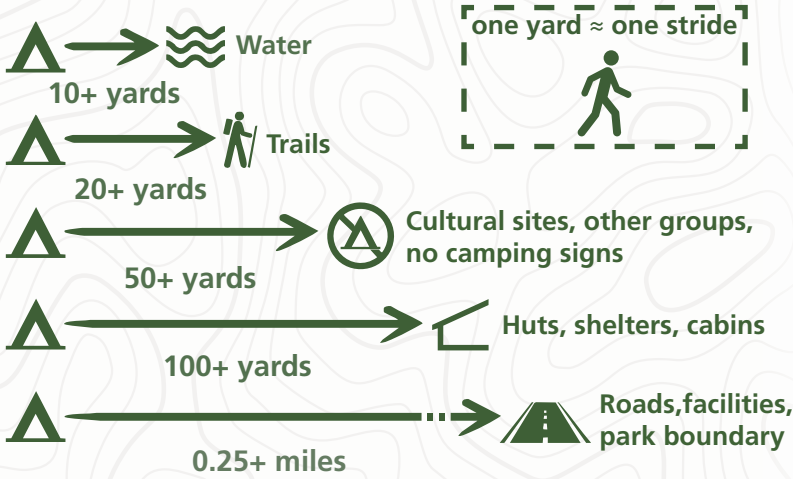 one yard ≈ one stride
Water
10+ yards
Trails
20+ yards
Cultural sites, other groups,
no camping signs
50+ yards
Huts, shelters, cabins
100+ yards
Roads,facilities,
park boundary
0.25+ miles